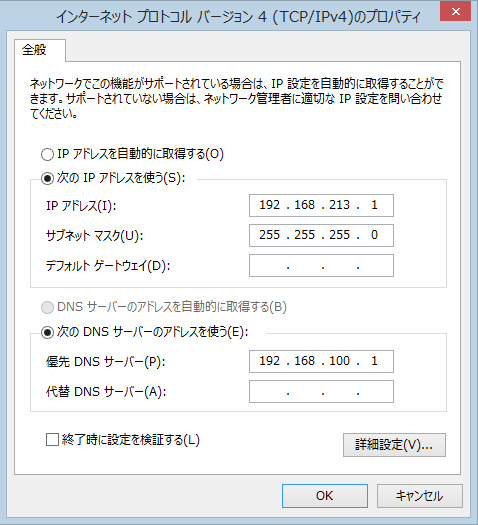 インターネット プロトコル バージョン 4 (TCP/IPv4)のプロパティ
全般
ネットワークでこの機能がサポートされている場合は、IP 設定を自動的に取得することがで
きます。サポートされていない場合は、ネットワーク管理者に適切な IP 設定を問い合わせ
てください。
IP アドレスを自動的に取得する(O)
次の IP アドレスを使う(S):
IP アドレス(I): 192 . 168 . 213 . 1
サブネット マスク(U): 255 . 255 . 255 . 0
デフォルト ゲートウェイ(D): . . .
DNS サーバーのアドレスを自動的に取得する(B)
次の DNS サーバーのアドレスを使う(E):
優先 DNS サーバー(P): 192 . 168 . 100 . 1
代替 DNS サーバー(A): . . .
終了時に設定を検証する(L)
詳細設定(V)...
OK キャンセル